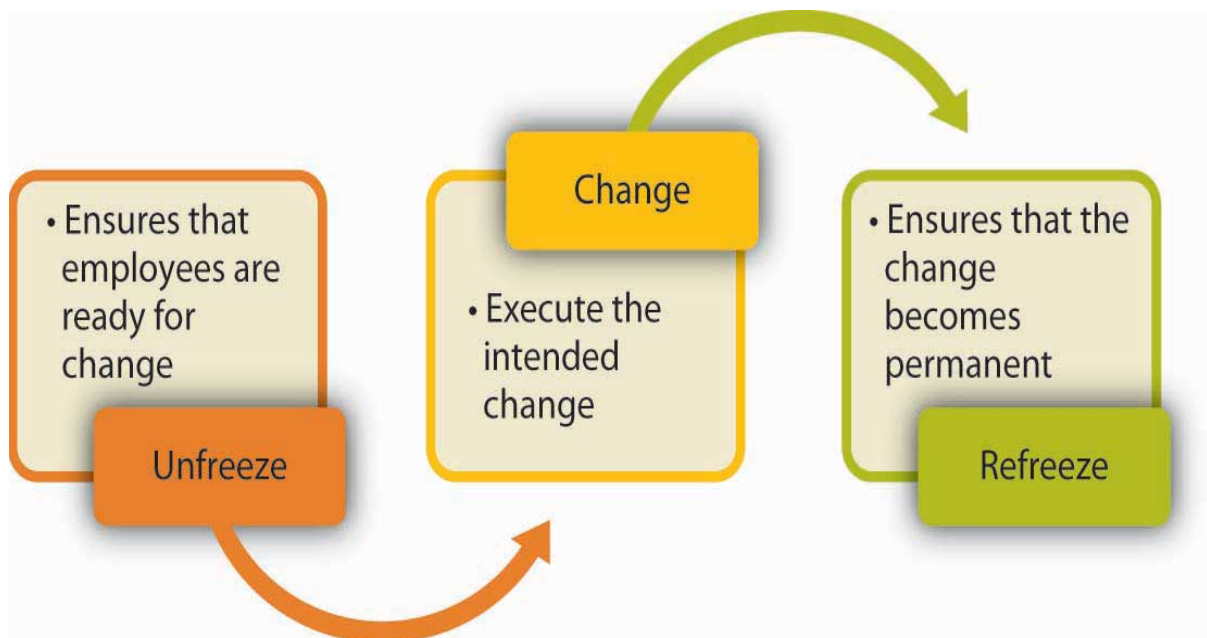 • Ensures that
employees are
ready for
change
Unfreeze
Change
• Execute the
intended
change
• Ensures that the
change
becomes
permanent
Refreeze